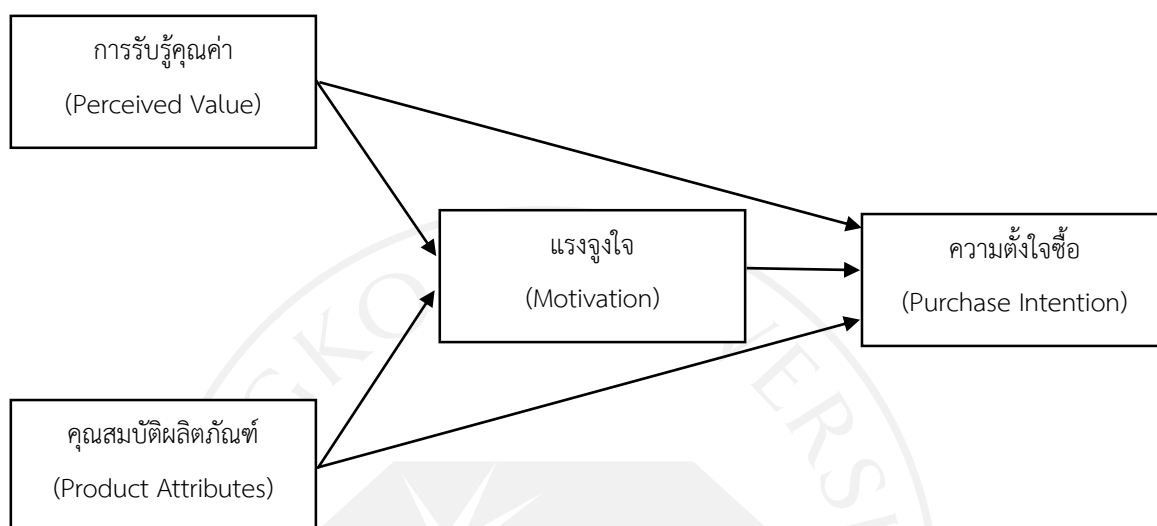 การรับรู้คุณค่า
(Perceived Value)
แรงจูงใจ
(Motivation)
ความตั้งใจซื้อ
(Purchase Intention)
คุณสมบัติผลิตภัณฑ์
(Product Attributes)